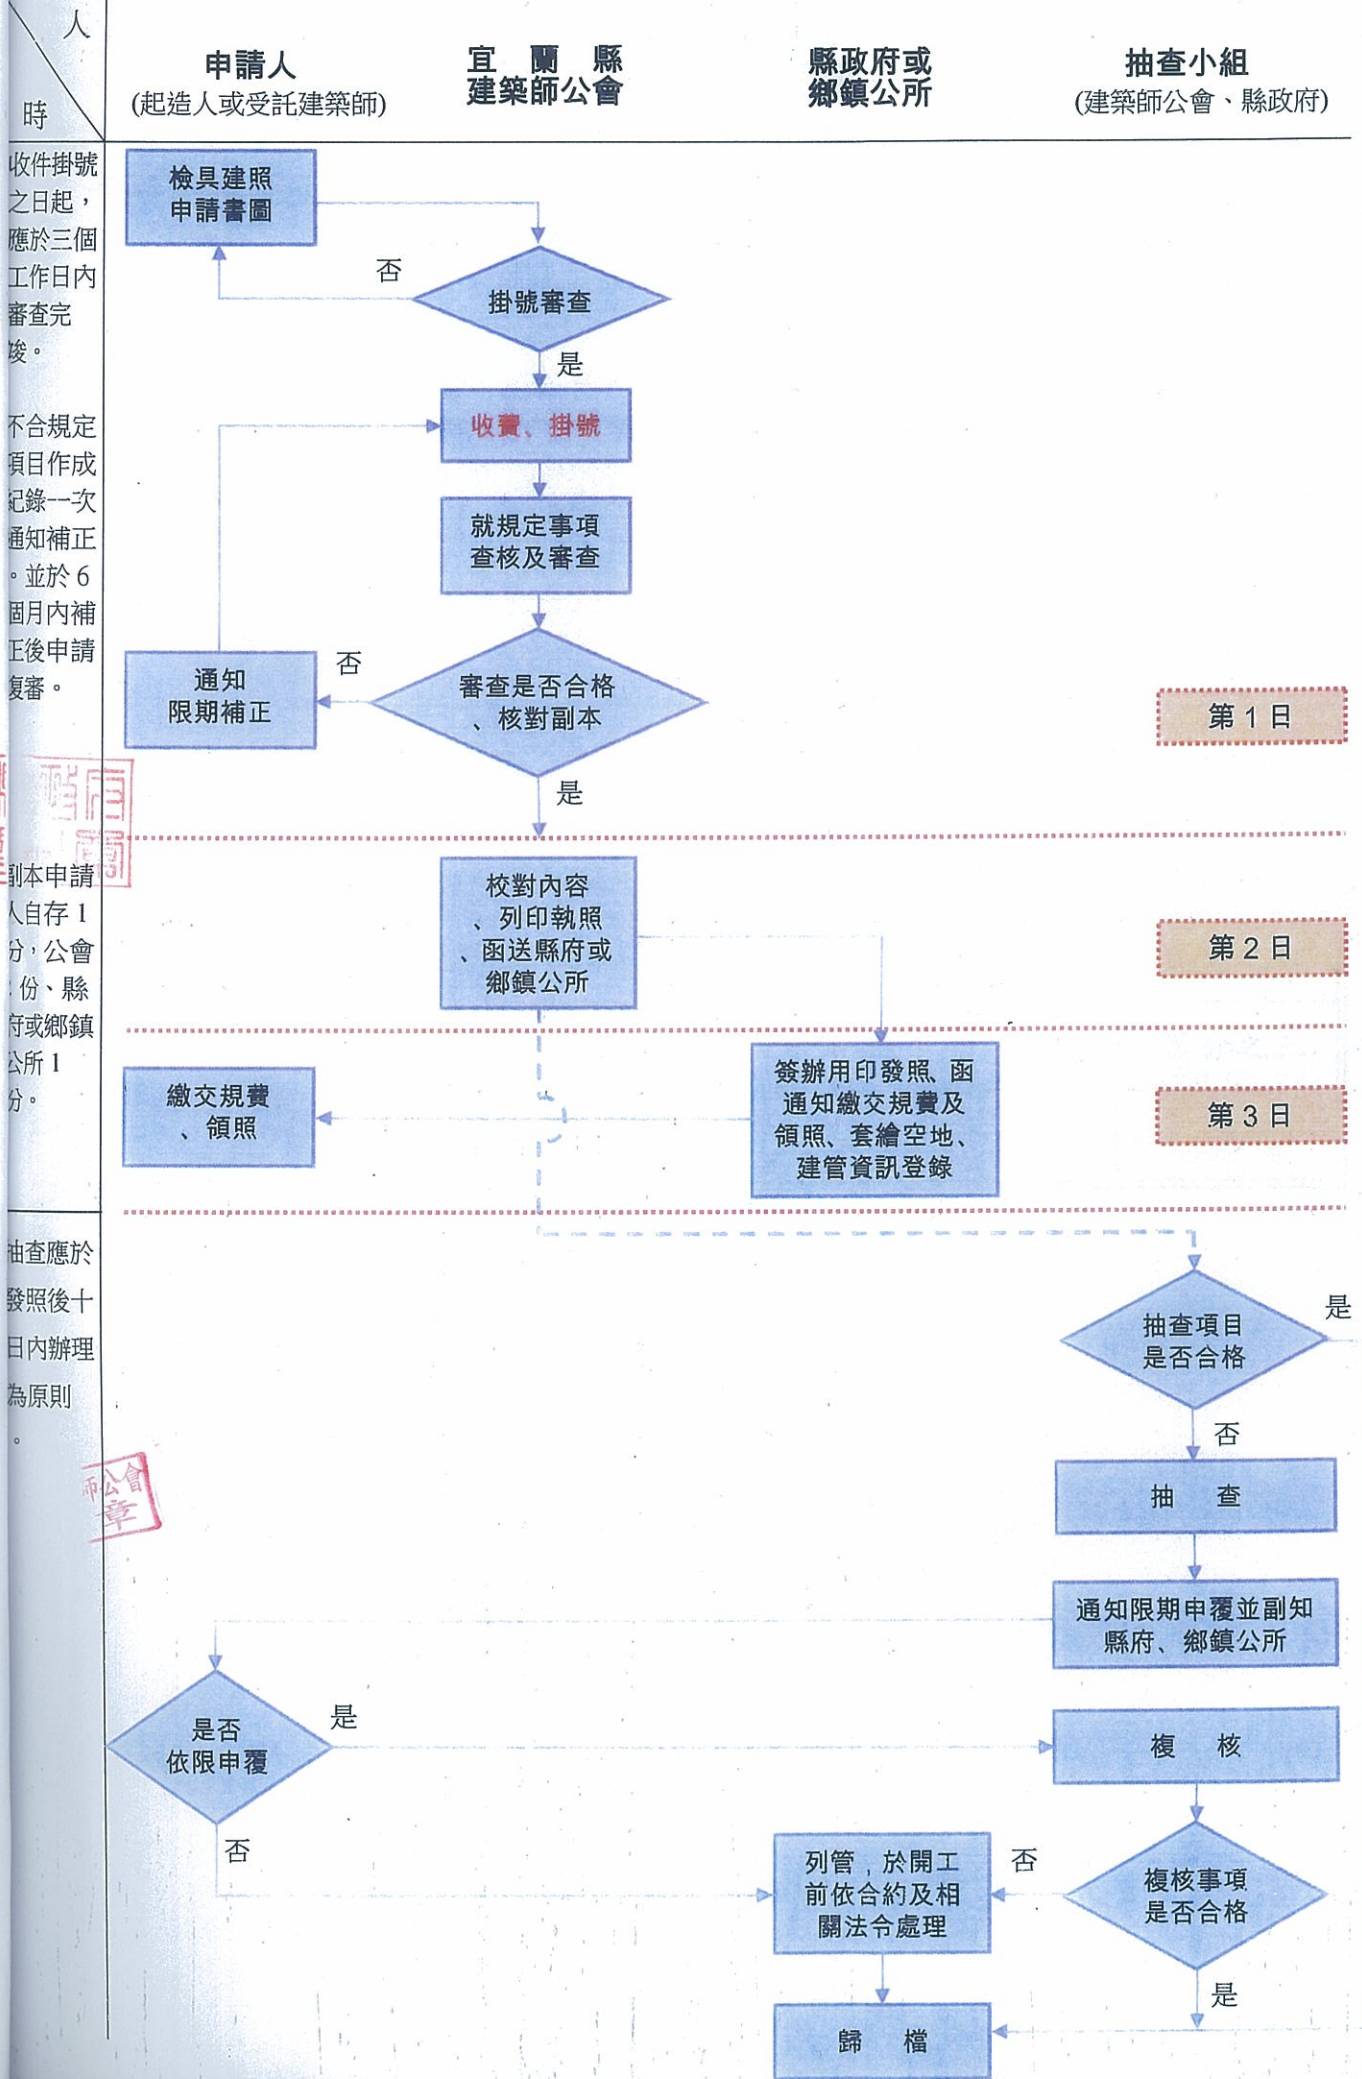 人
時
申請人
(起造人或受託建築師)
宜蘭縣
建築師公會
縣政府或
鄉鎮公所
抽查小組
(建築師公會、縣政府)
收件掛號
之日起，
應於三個
工作日內
審查完
竣。
不合規定
項目作成
紀錄一次
通知補正
。並於6
個月內補
正後申請
復審。
副本申請
人自存1
份，公會
份、縣
府或鄉鎮
公所1
份。
抽查應於
發照後十
日內辦理
為原則
。
檢具建照
申請書圖
否
掛號審查
是
收費、掛號
就規定事項
查核及審查
通知
限期補正
否
審查是否合格
、核對副本
是
第1日
校對內容
、列印執照
、函送縣府或
鄉鎮公所
第2日
繳交規費
、領照
簽辦用印發照、函
通知繳交規費及
領照、套繪空地、
建管資訊登錄
第3日
抽查項目
是否合格
是
否
抽查
通知限期申覆並副知
縣府、鄉鎮公所
是否
依限申覆
是
否
複核
列管，於開工
前依合約及相
關法令處理
否
複核事項
是否合格
是
歸檔
師公會
章